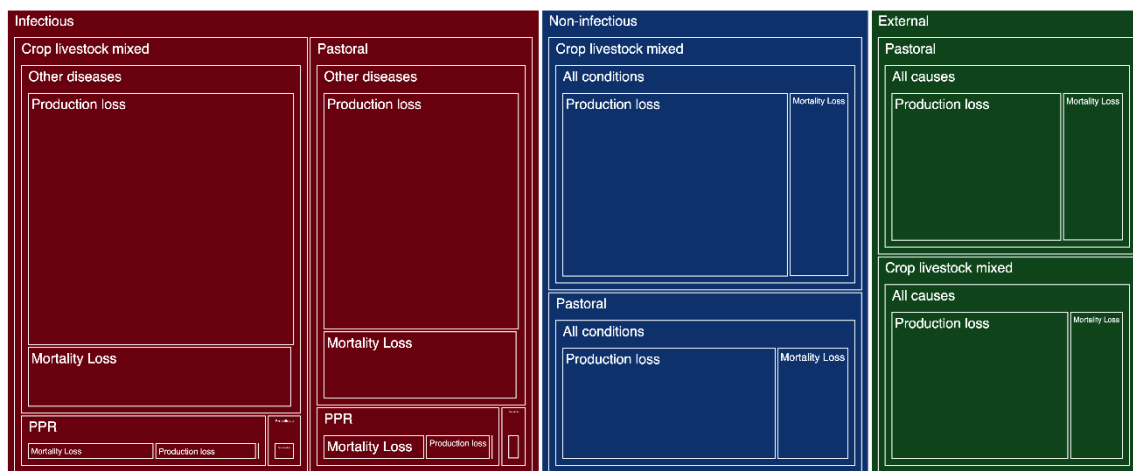 Infectious
Crop livestock mixed
Other diseases
Production loss
Mortality Loss
PPR
Mortality Loss
Production loss
Pastoral
Other diseases
Production loss
Mortality Loss
PPR
Mortality Loss
Production loss
Non-infectious
Crop livestock mixed
All conditions
Production loss
Mortality Loss
Pastoral
All conditions
Production loss
Mortality Loss
External
Pastoral
All causes
Production loss
Mortality Loss
Crop livestock mixed
All causes
Production loss
Mortality Loss